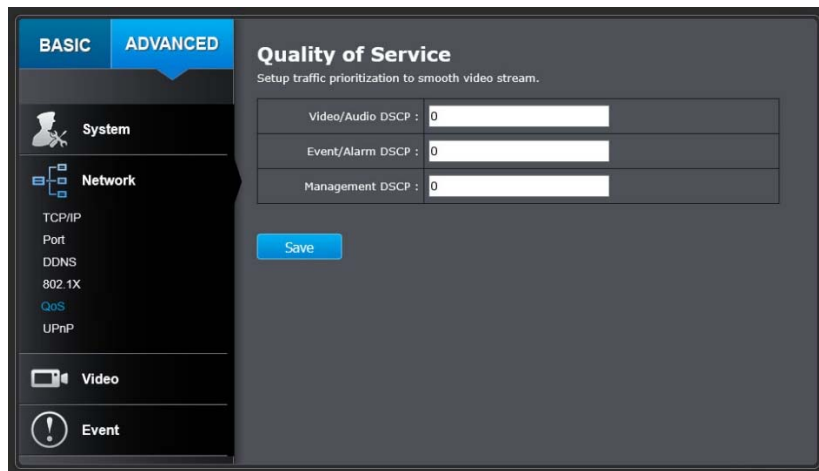 BASIC ADVANCED
System
Network
TCP/IP
Port
DDNS
802.1X
QoS
UPnP
Video
Event
Quality of Service
Setup traffic prioritization to smooth video stream.
Video/Audio DSCP : 0
Event/Alarm DSCP : 0
Management DSCP : 0
Save